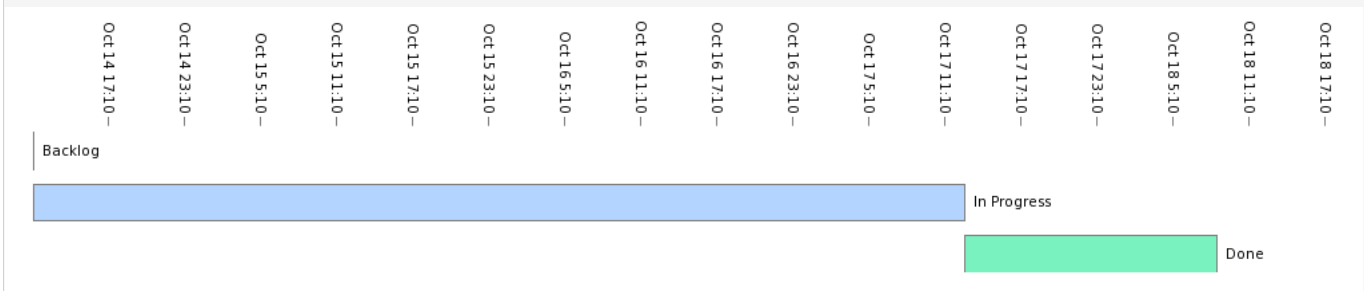 Oct 14 17:10
Oct 14 23:10
Oct 15 5:10
Oct 15 11:10
Oct 15 17:10
Oct 15 23:10
Oct 16 5:10
Oct 16 11:10
Oct 16 17:10
Oct 16 23:10
Oct 17 5:10
Oct 17 11:10
Oct 17 17:10
Oct 17 23:10
Oct 18 5:10
Oct 18 11:10
Oct 18 17:10
Backlog
In Progress
Done